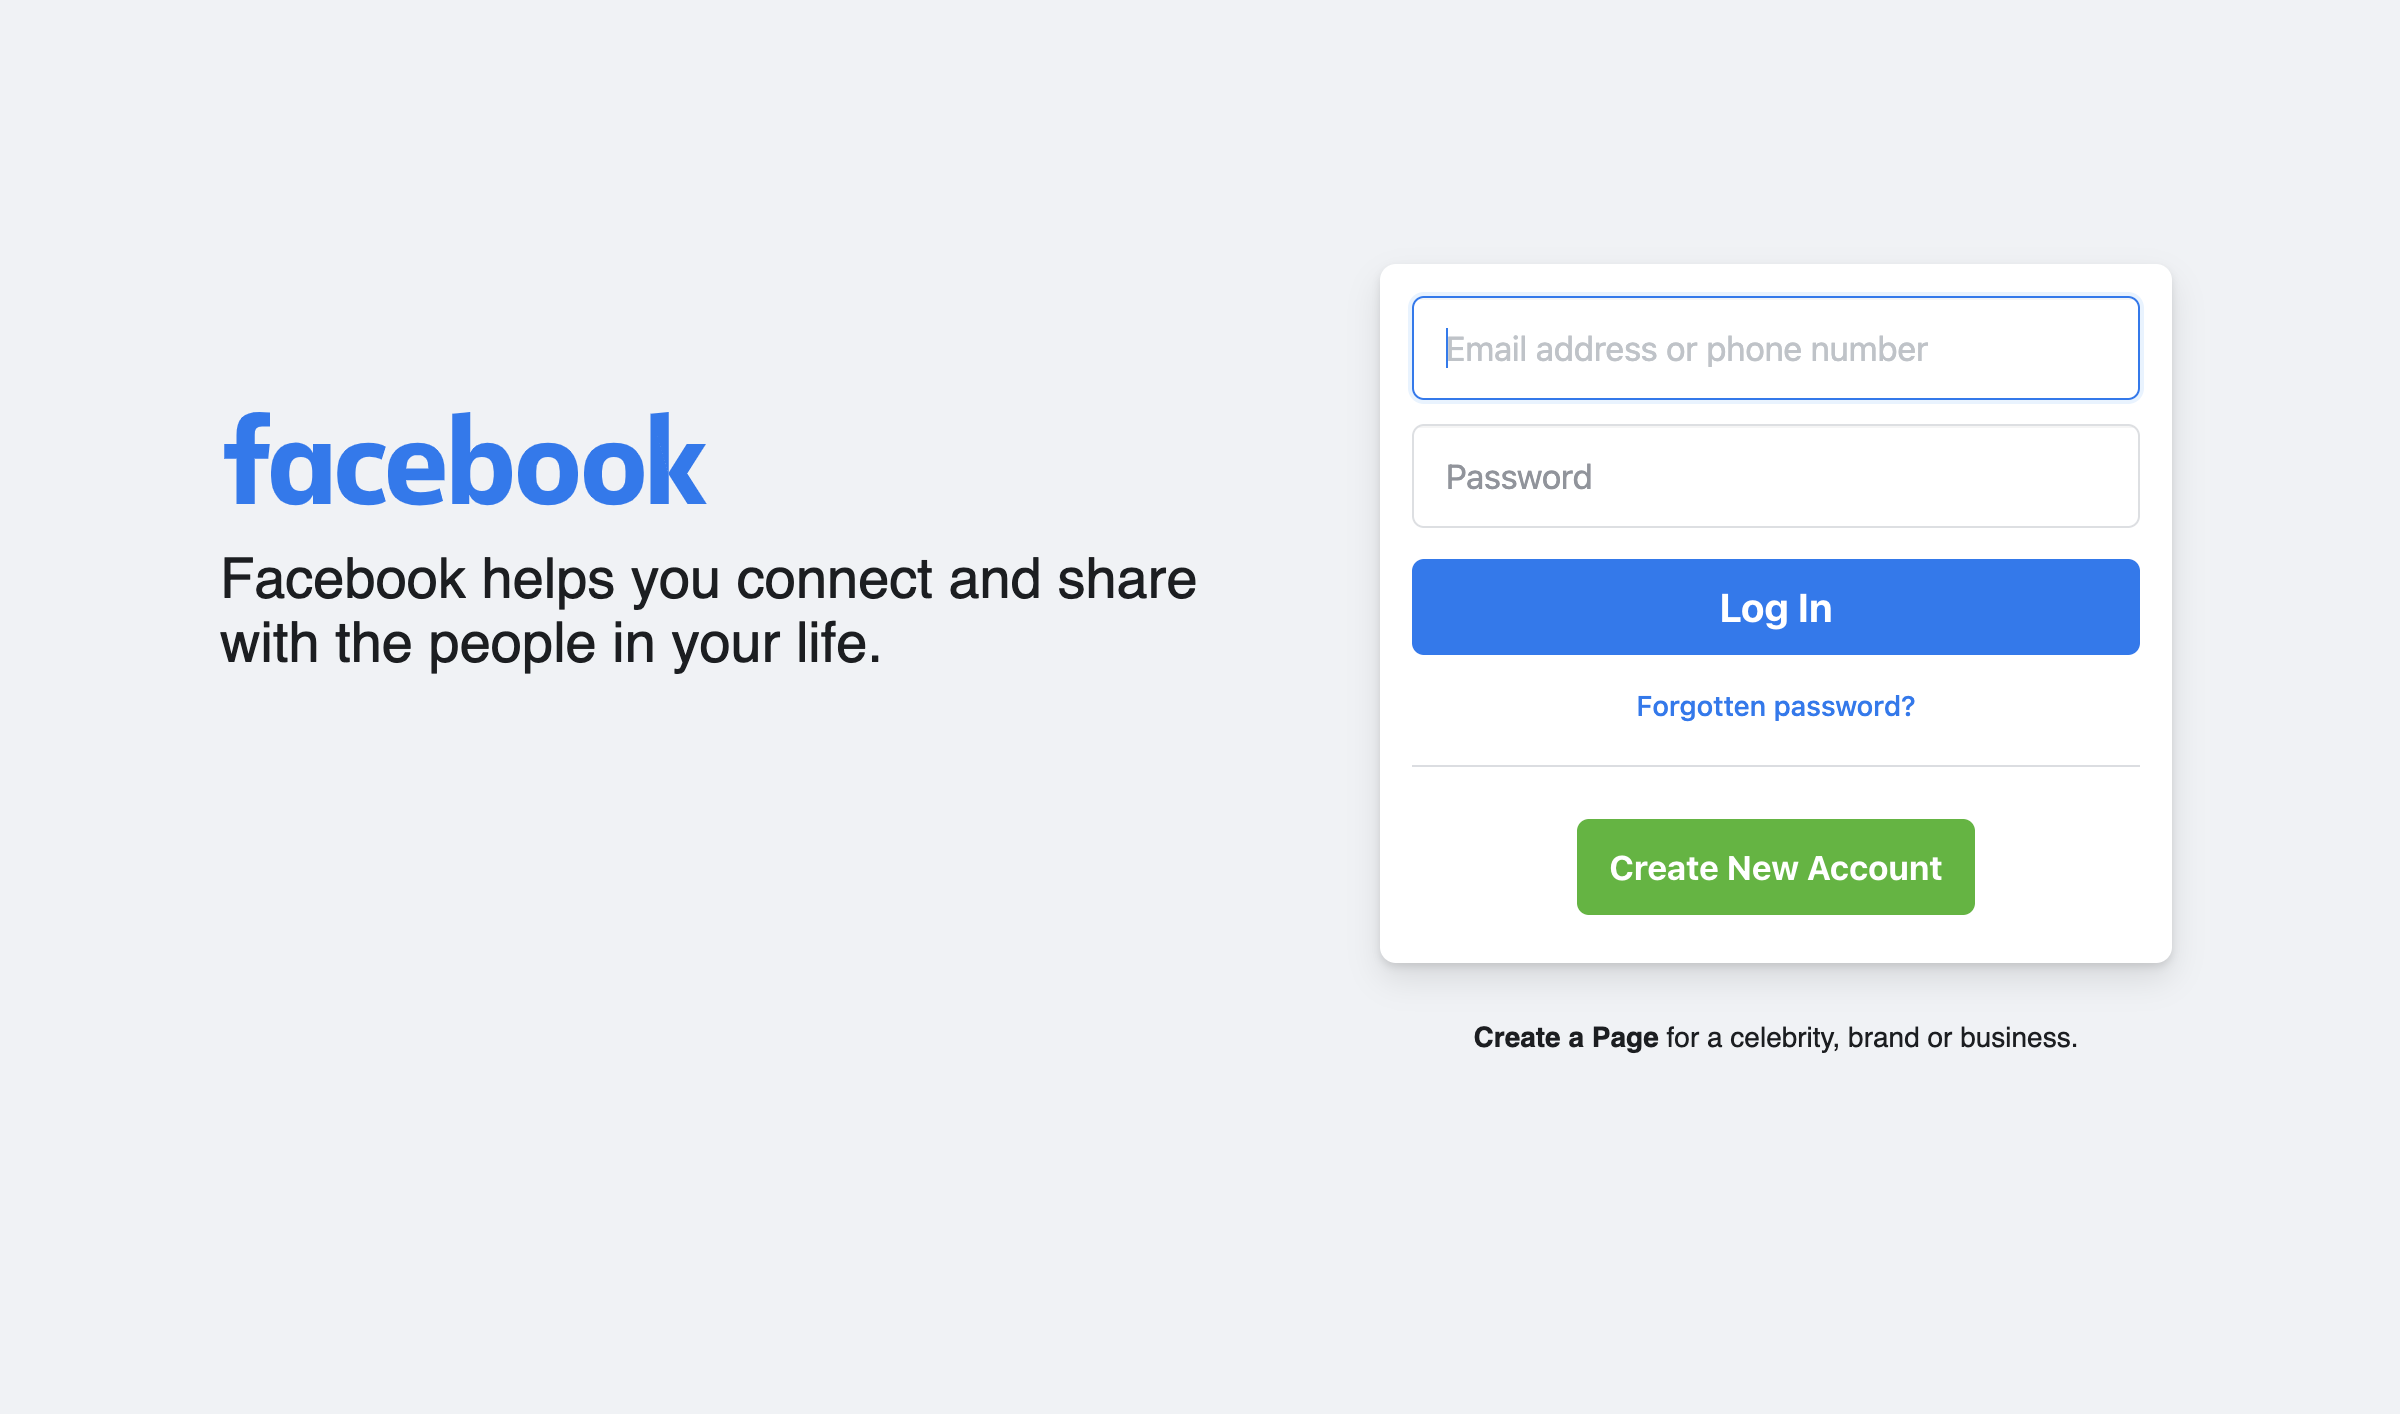 facebook
Facebook helps you connect and share
with the people in your life.
Email address or phone number
Password
Log In
Forgotten password?
Create New Account
Create a Page for a celebrity, brand or business.